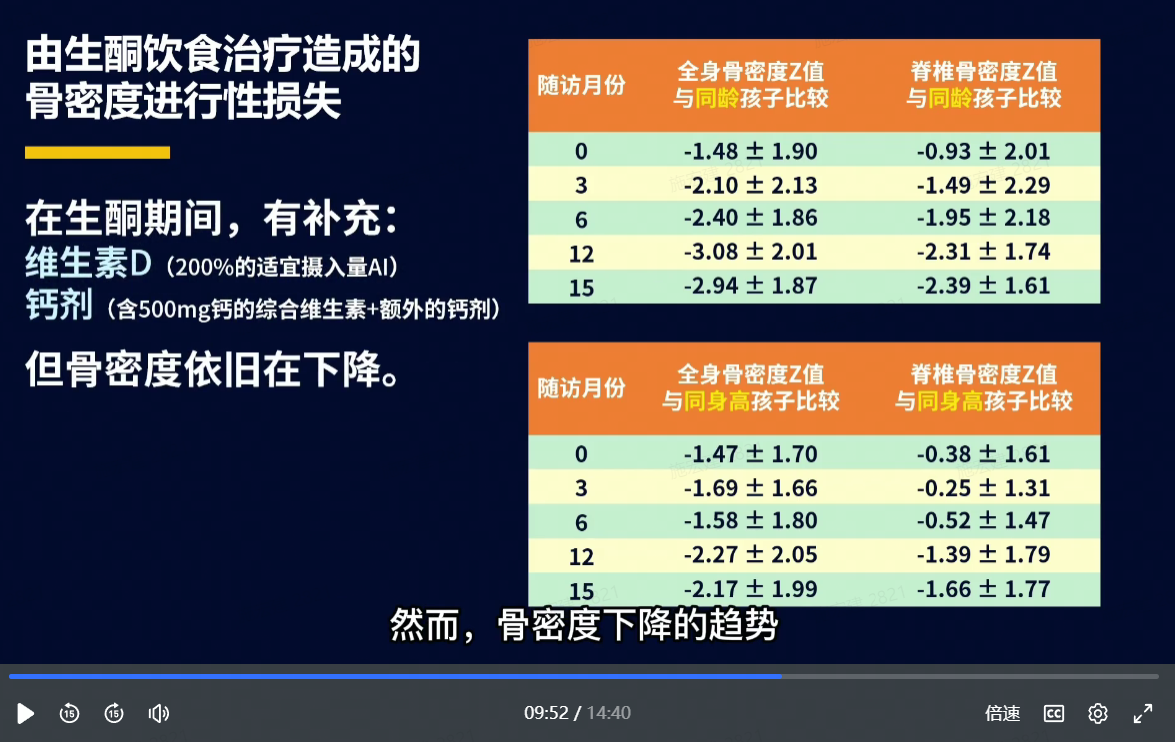 由生酮饮食治疗造成的
骨密度进行性损失
在生酮期间，有补充：
维生素D（200%的适宜摄入量AI）
钙剂（含500mg钙的综合维生素+额外的钙剂）
但骨密度依旧在下降。
随访月份 全身骨密度Z值与同龄孩子比较 脊椎骨密度Z值与同龄孩子比较
0 -1.48 ± 1.90 -0.93 ± 2.01
3 -2.10 ± 2.13 -1.49 ± 2.29
6 -2.40 ± 1.86 -1.95 ± 2.18
12 -3.08 ± 2.01 -2.31 ± 1.74
15 -2.94 ± 1.87 -2.39 ± 1.61
随访月份 全身骨密度Z值与同身高孩子比较 脊椎骨密度Z值与同身高孩子比较
0 -1.47 ± 1.70 -0.38 ± 1.61
3 -1.69 ± 1.66 -0.25 ± 1.31
6 -1.58 ± 1.80 -0.52 ± 1.47
12 -2.27 ± 2.05 -1.39 ± 1.79
15 -2.17 ± 1.99 -1.66 ± 1.77
然而，骨密度下降的趋势
15 15 09:52 / 14:40 倍速 CC